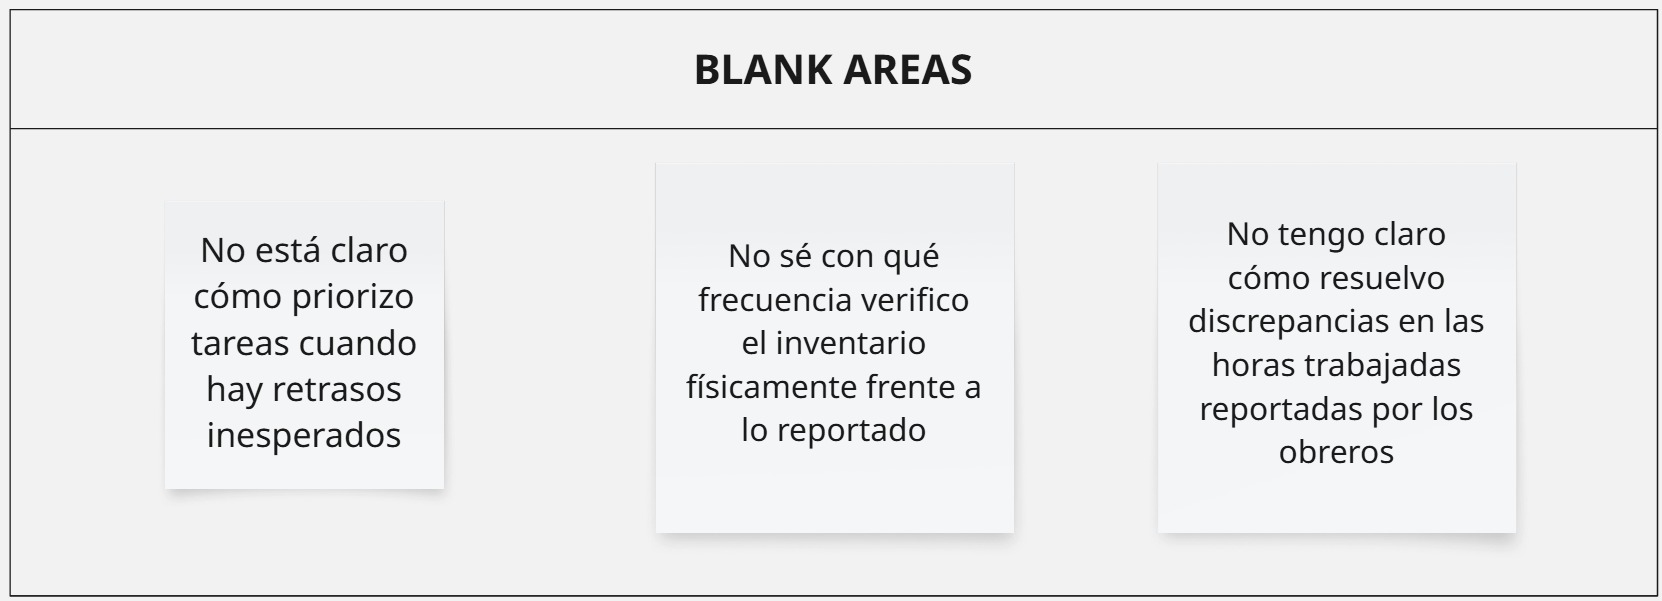 BLANK AREAS
No está claro
cómo priorizo
tareas cuando
hay retrasos
inesperados
No sé con qué
frecuencia verifico
el inventario
físicamente frente a
lo reportado
No tengo claro
cómo resuelvo
discrepancias en las
horas trabajadas
reportadas por los
obreros